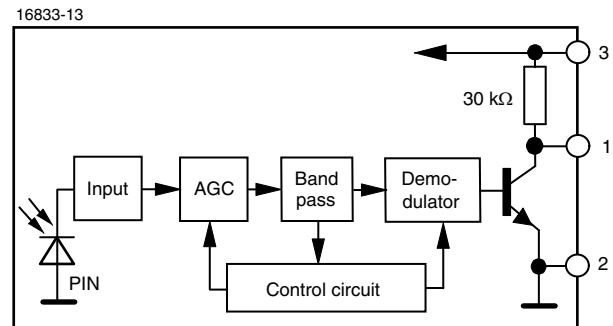 16833-13
3
30 kΩ
1
Input
AGC
Band
pass
Demo-
dulator
2
PIN
Control circuit